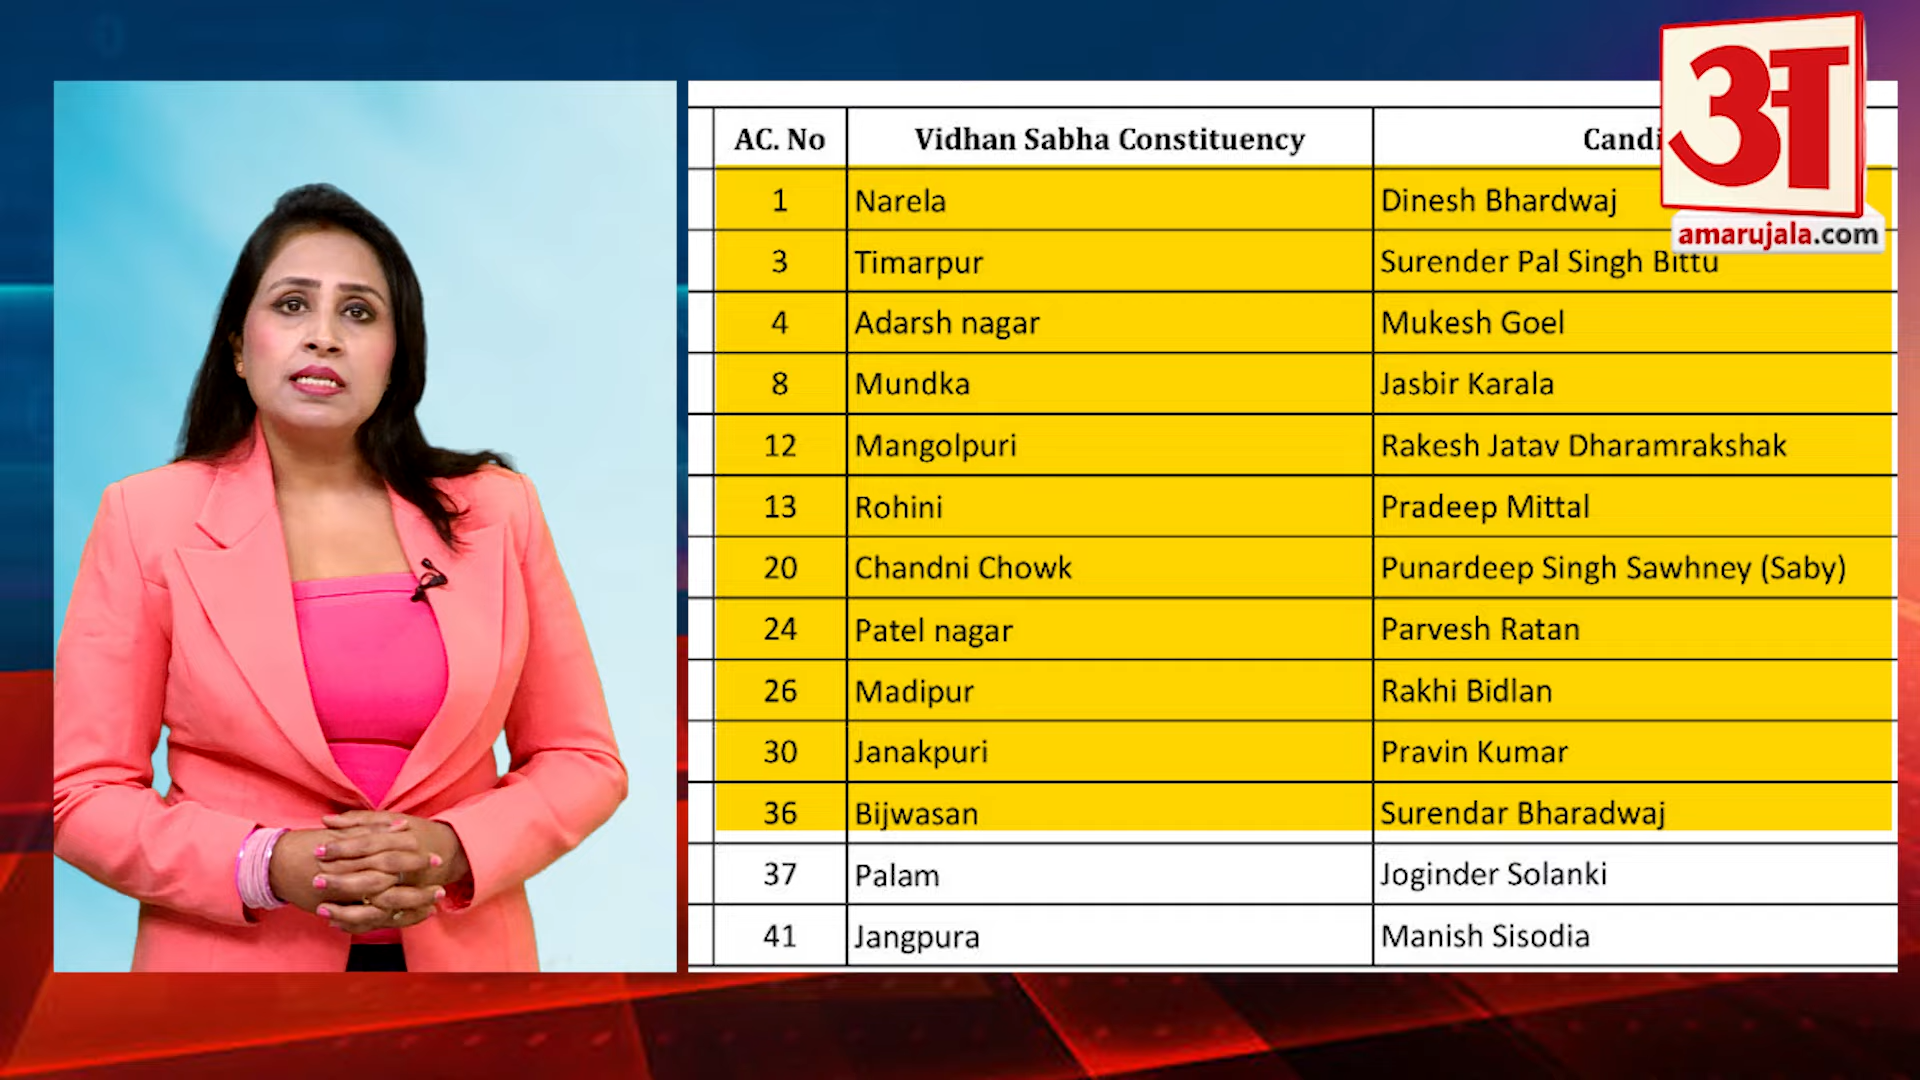 अ
amarujala.com
AC. No Vidhan Sabha Constituency
1 Narela Dinesh Bhardwaj
3 Timarpur Surender Pal Singh Bittu
4 Adarsh nagar Mukesh Goel
8 Mundka Jasbir Karala
12 Mangolpuri Rakesh Jatav Dharamrakshak
13 Rohini Pradeep Mittal
20 Chandni Chowk Punardeep Singh Sawhney (Saby)
24 Patel nagar Parvesh Ratan
26 Madipur Rakhi Bidlan
30 Janakpuri Pravin Kumar
36 Bijwasan Surendar Bharadwaj
37 Palam Joginder Solanki
41 Jangpura Manish Sisodia